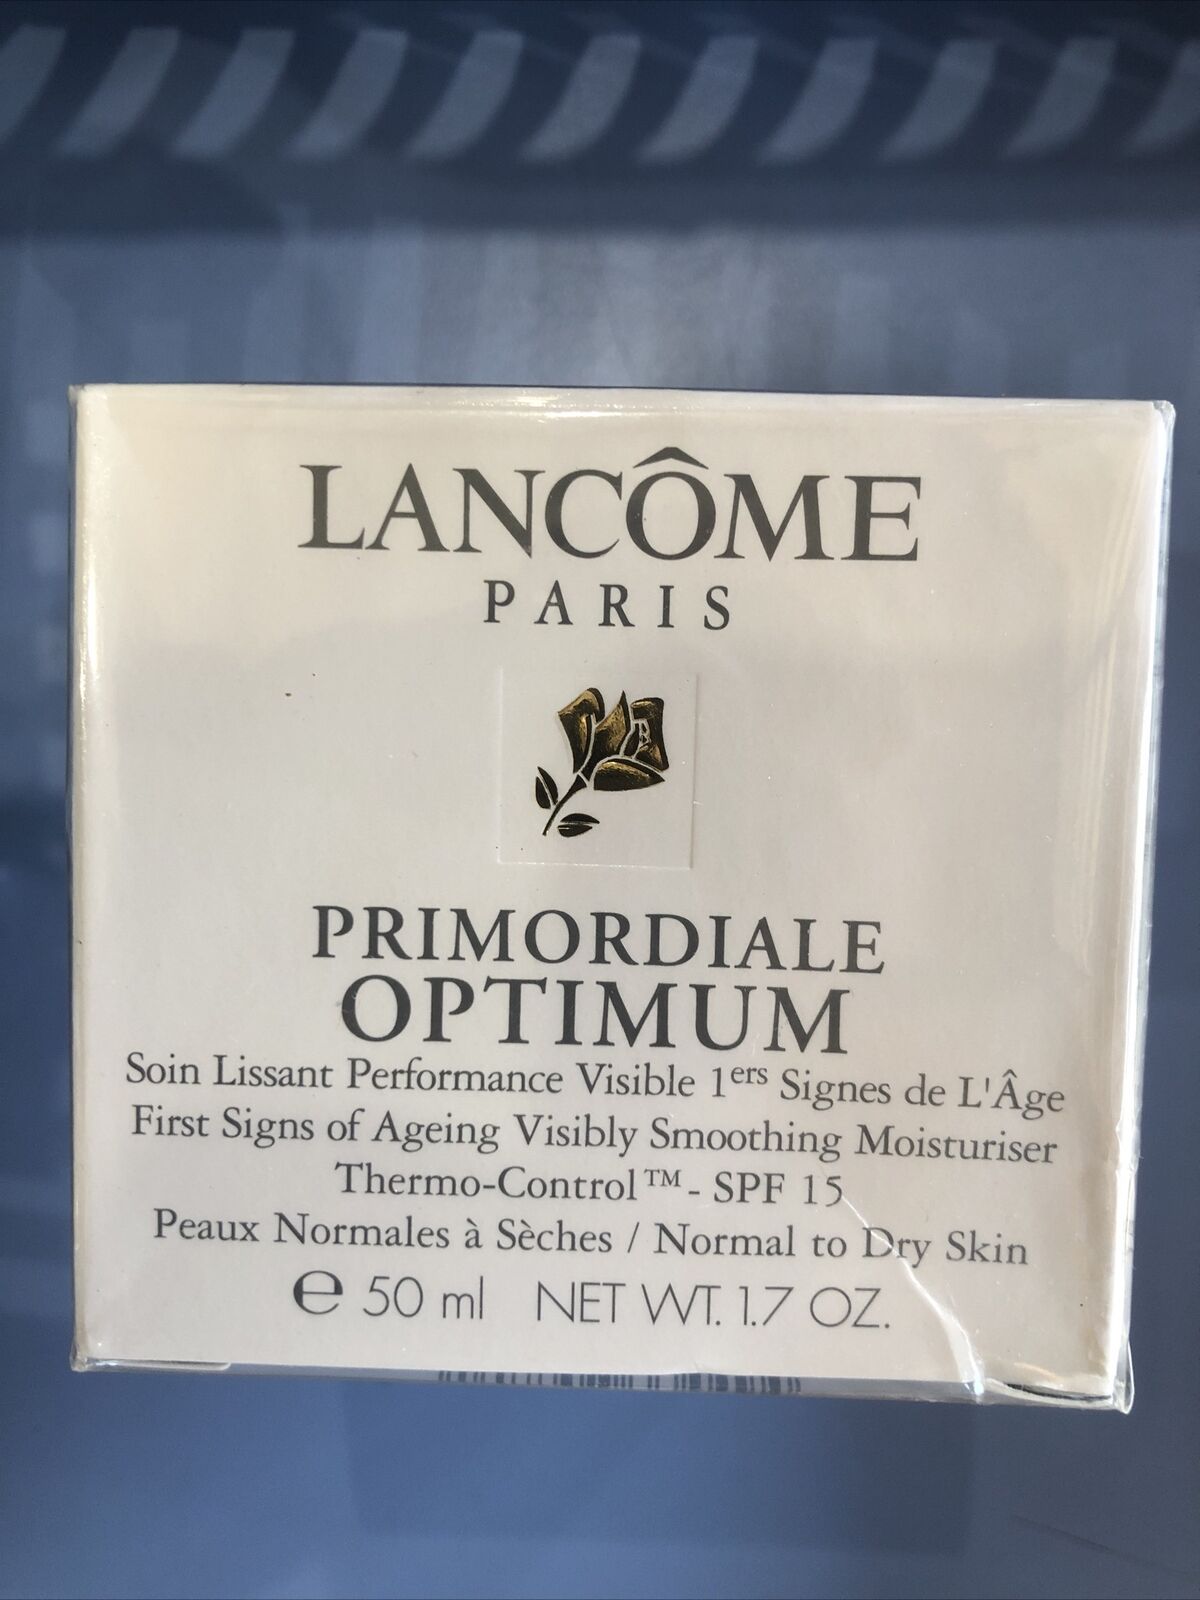 LANCÔME
PARIS
PRIMORDIALE
OPTIMUM
Soin Lissant Performance Visible 1ers Signes de L'Âge
First Signs of Ageing Visibly Smoothing Moisturiser
Thermo-Control™ - SPF 15
Peaux Normales à Sèches / Normal to Dry Skin
e 50 ml NET WT. 1.7 OZ.